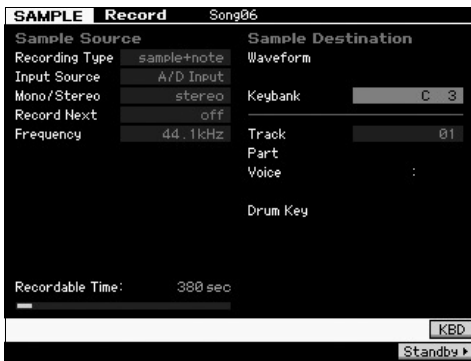 SAMPLE Record Song06
Sample Source
Recording Type sample+note
Input Source A/D Input
Mono/Stereo stereo
Record Next off
Frequency 44.1kHz
Recordable Time: 380 sec
Sample Destination
Waveform
Keybank C 3
Track 01
Part
Voice :
Drum Key
KBD
Standby